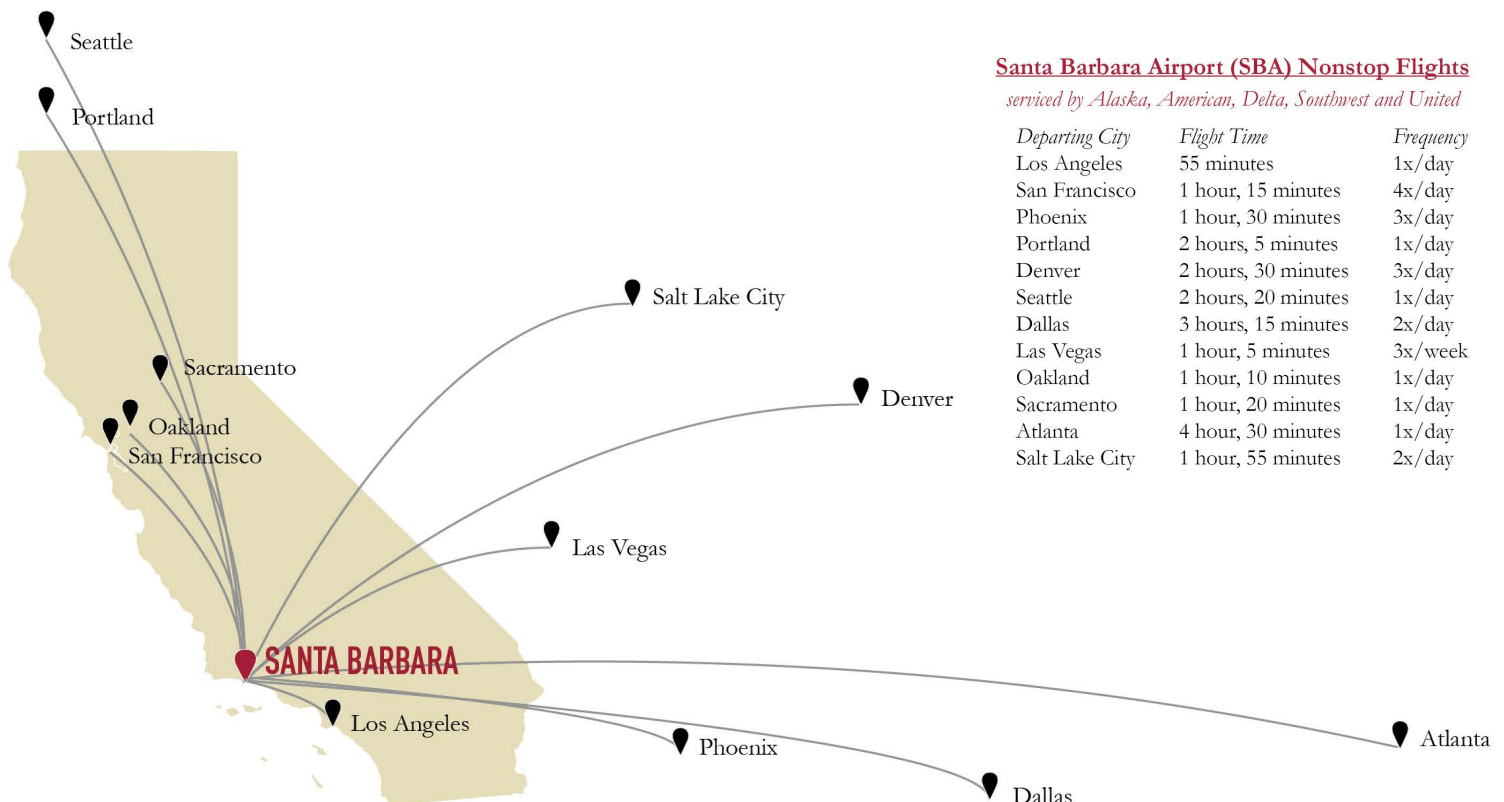 Seattle
Portland
Sacramento
Oakland
San Francisco
Salt Lake City
Denver
Las Vegas
SANTA BARBARA
Los Angeles
Phoenix
Dallas
Atlanta
Santa Barbara Airport (SBA) Nonstop Flights
serviced by Alaska, American, Delta, Southwest and United
Departing City Flight Time Frequency
Los Angeles 55 minutes 1x/day
San Francisco 1 hour, 15 minutes 4x/day
Phoenix 1 hour, 30 minutes 3x/day
Portland 2 hours, 5 minutes 1x/day
Denver 2 hours, 30 minutes 3x/day
Seattle 2 hours, 20 minutes 1x/day
Dallas 3 hours, 15 minutes 2x/day
Las Vegas 1 hour, 5 minutes 3x/week
Oakland 1 hour, 10 minutes 1x/day
Sacramento 1 hour, 20 minutes 1x/day
Atlanta 4 hour, 30 minutes 1x/day
Salt Lake City 1 hour, 55 minutes 2x/day